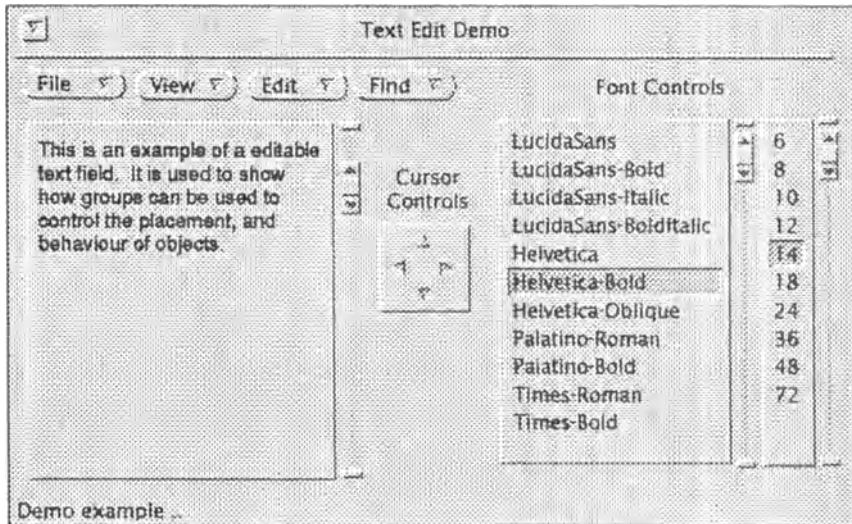 Text Edit Demo
File View Edit Find
Font Controls
This is an example of a editable
text field. It is used to show
how groups can be used to
control the placement, and
behaviour of objects.
Cursor
Controls
LucidaSans
LucidaSans-Bold
LucidaSans-Italic
LucidaSans-BoldItalic
Helvetica
Helvetica-Bold
Helvetica-Oblique
Palatino-Roman
Palatino-Bold
Times-Roman
Times-Bold
6
8
10
12
14
18
24
36
48
72
Demo example ..